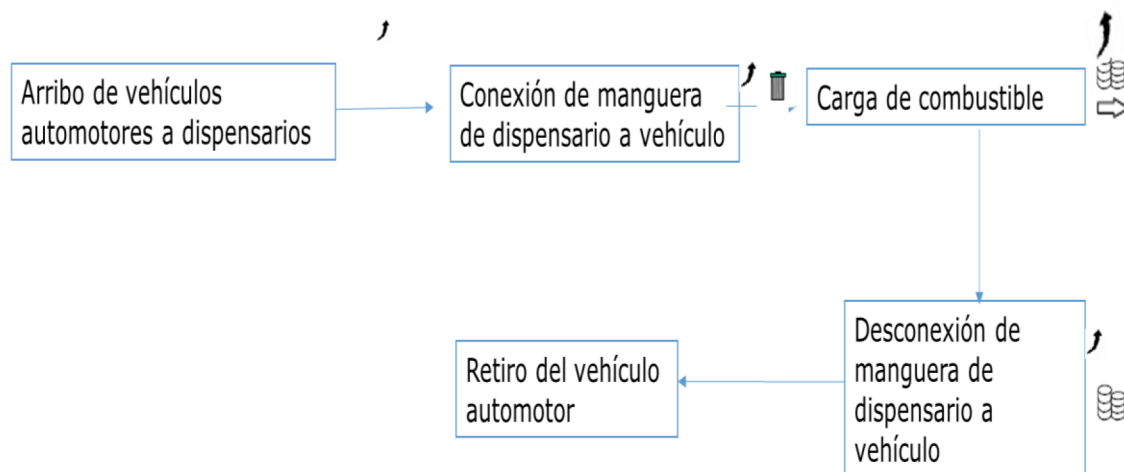 Arribo de vehículos
automotores a dispensarios
Conexión de manguera
de dispensario a vehículo
Carga de combustible
Desconexión de
manguera de
dispensario a
vehículo
Retiro del vehículo
automotor